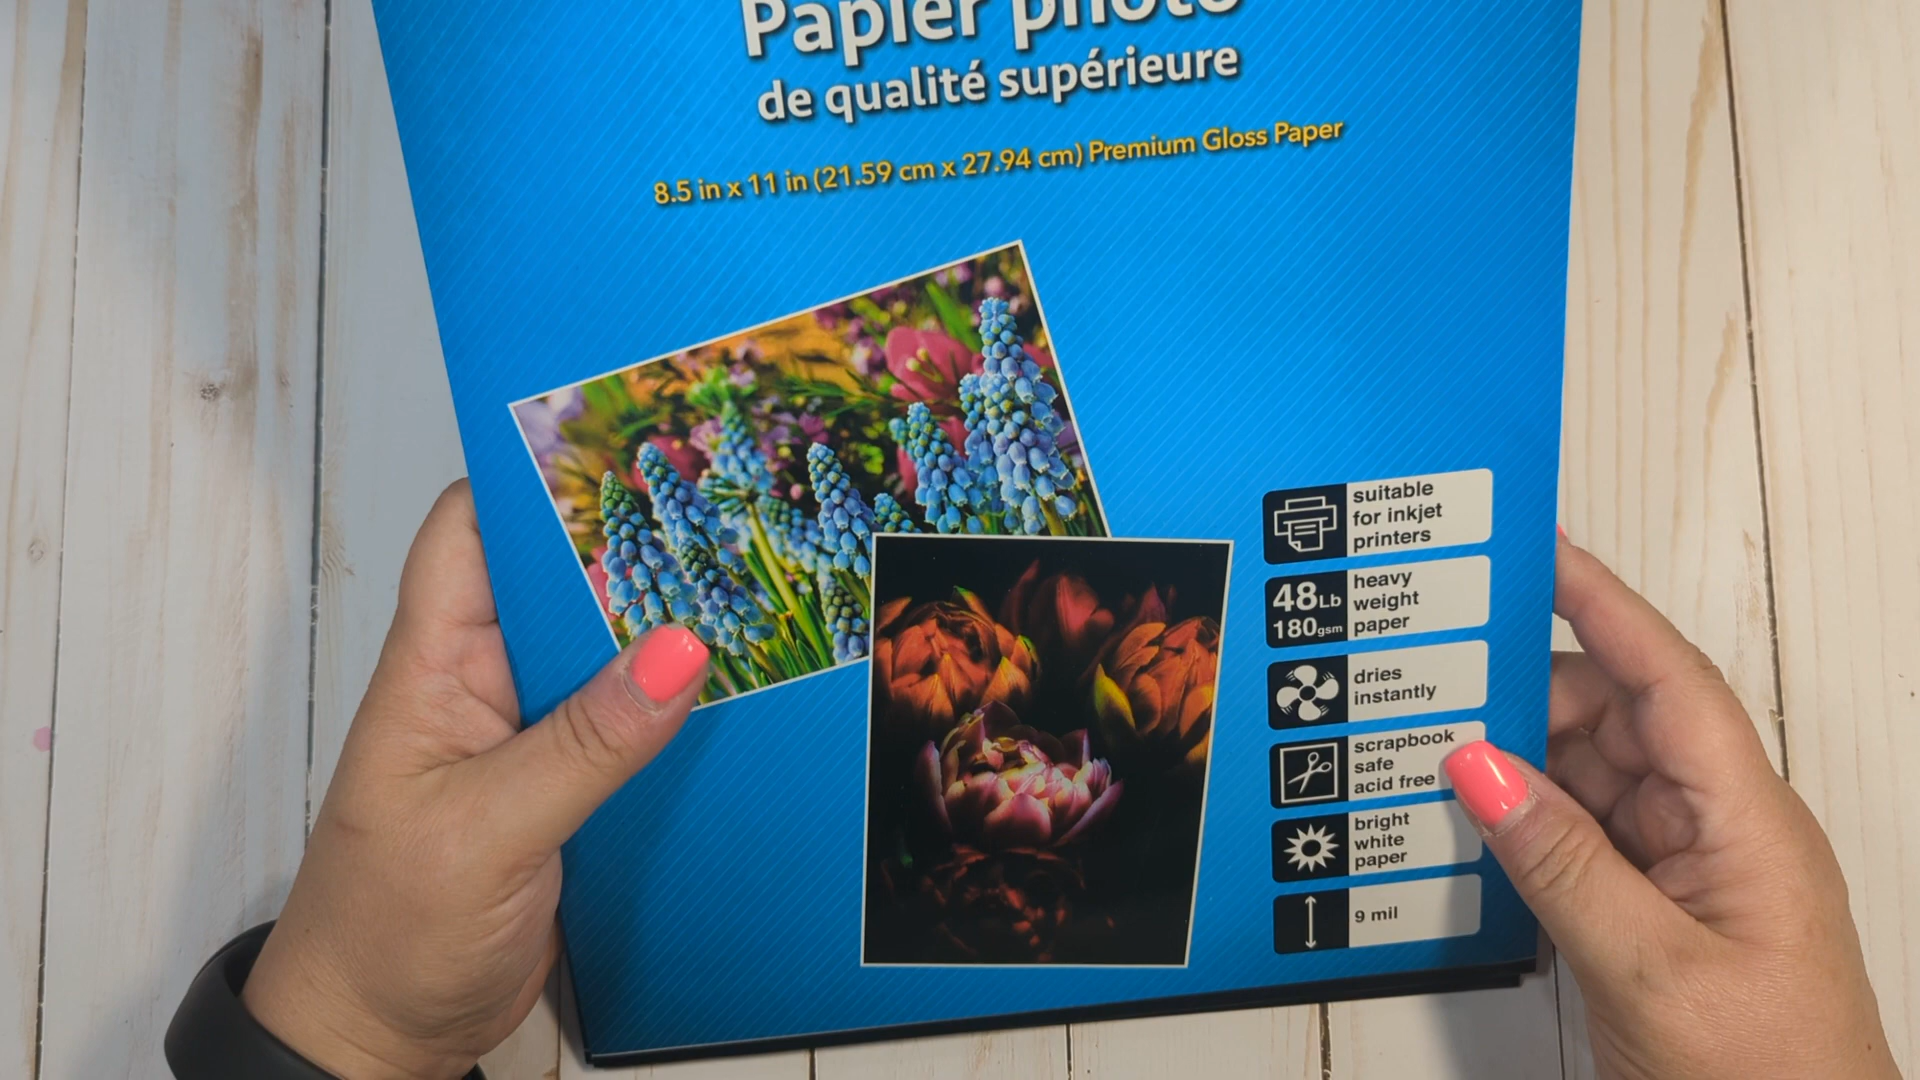 Papier photo
de qualité supérieure
8.5 in x 11 in (21.59 cm x 27.94 cm) Premium Gloss Paper
suitable
for inkjet
printers
48Lb
180gsm
heavy
weight
paper
dries
instantly
scrapbook
safe
acid free
bright
white
paper
9 mil